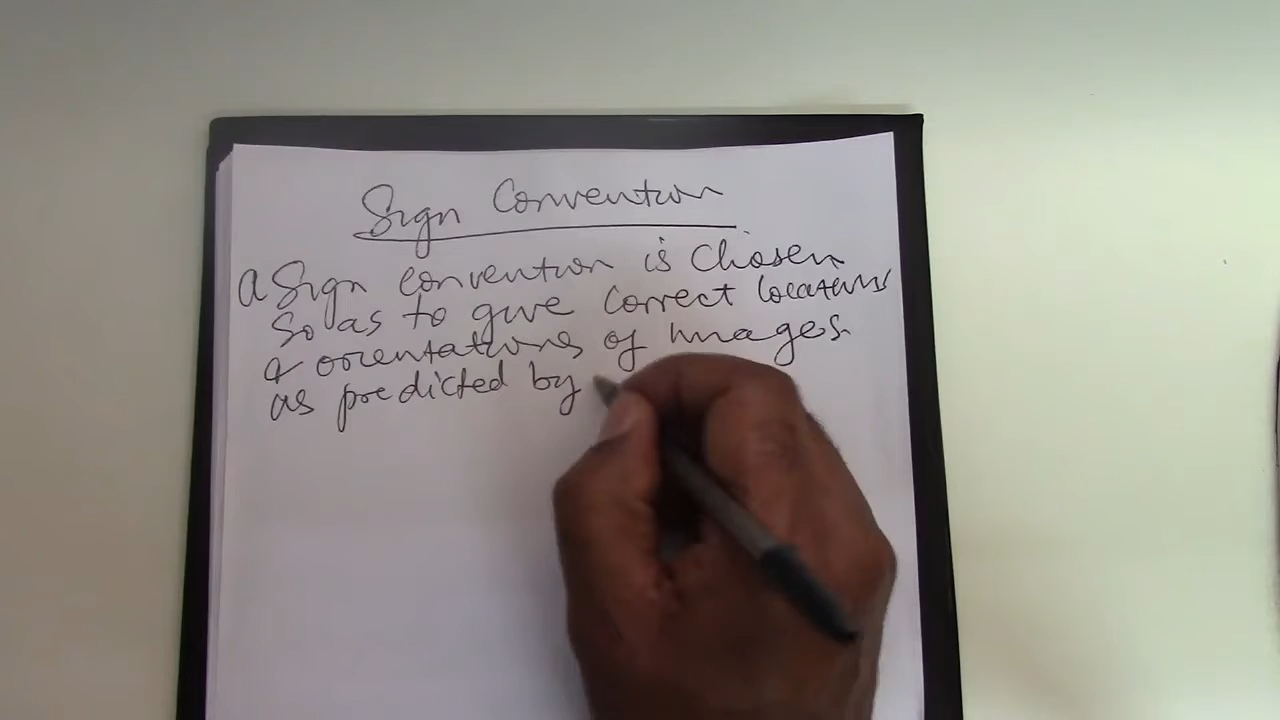 Sign Convention
a Sign convention is Chosen
So as to give Correct locations
& orientations of Images.
as predicted by